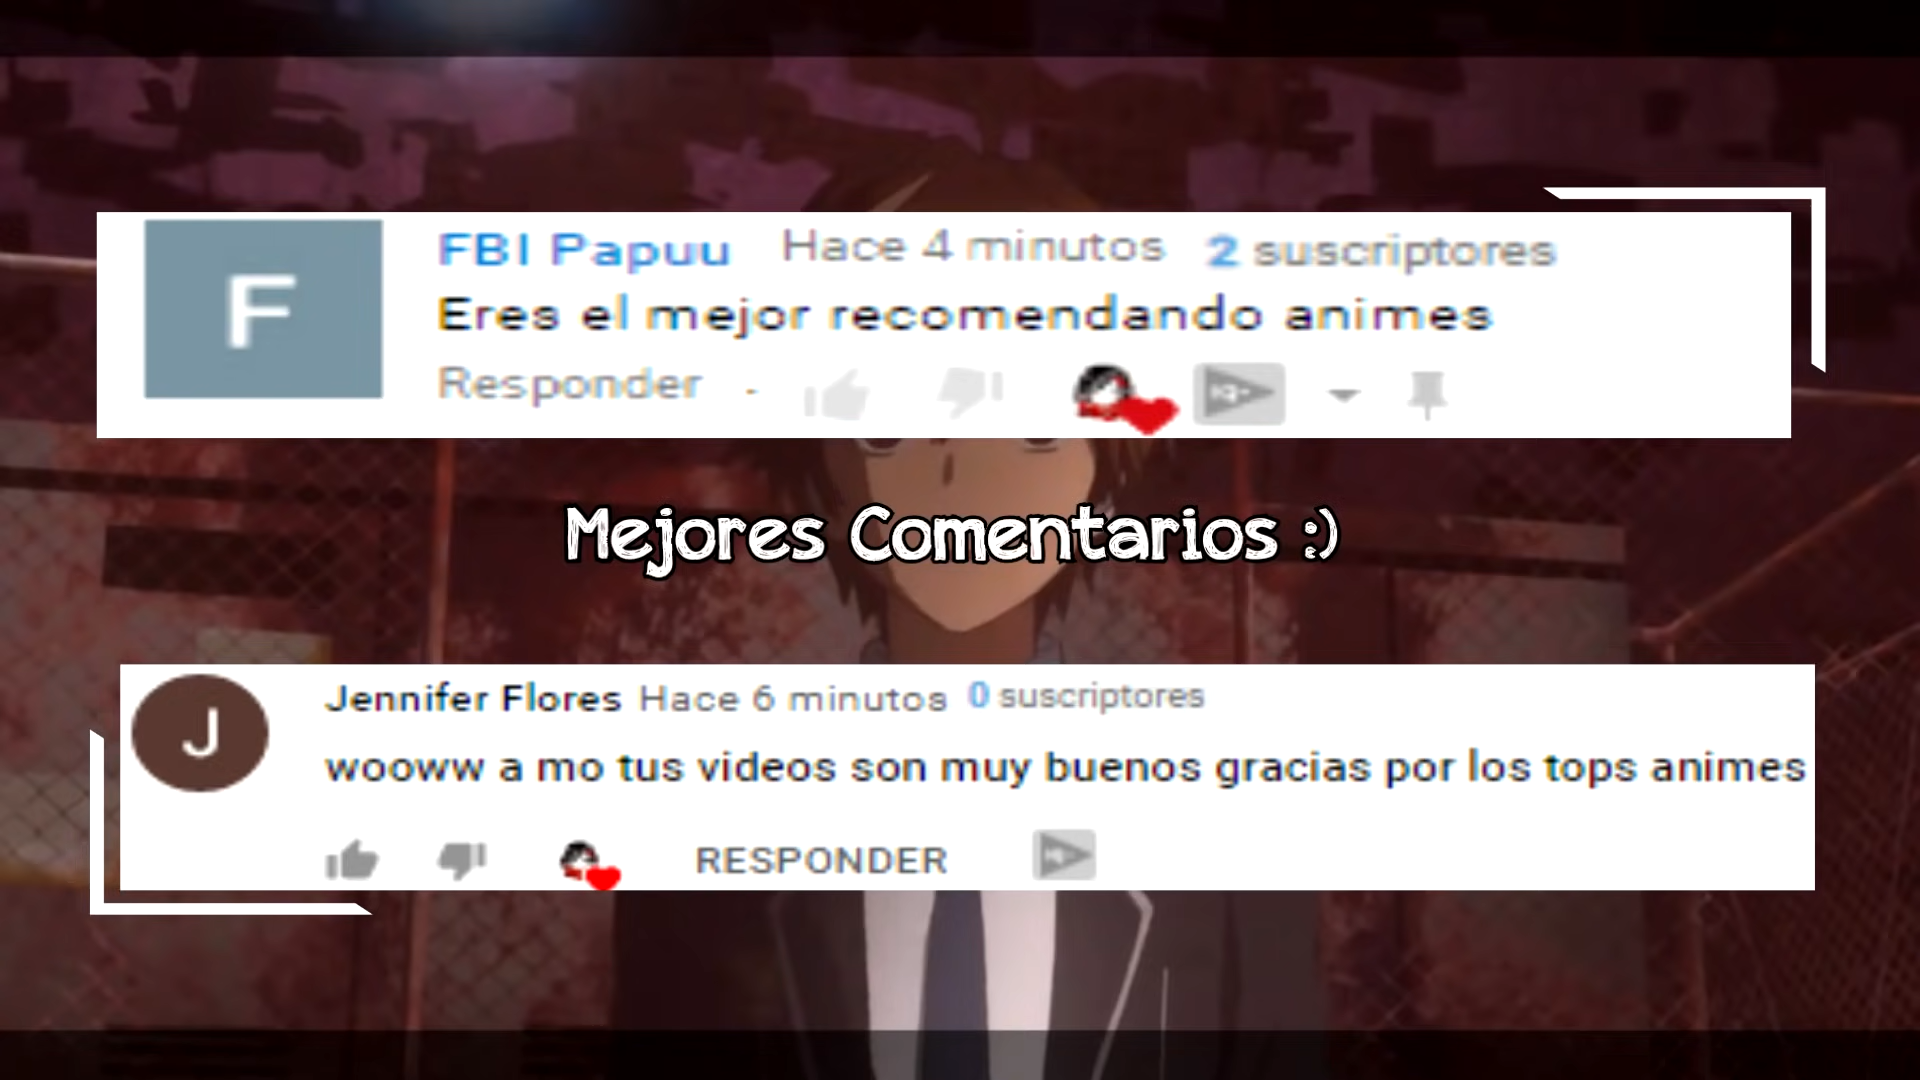 F
FBI Papuu Hace 4 minutos 2 suscriptores
Eres el mejor recomendando animes
Responder
Mejores Comentarios :)
J
Jennifer Flores Hace 6 minutos 0 suscriptores
wooww a mo tus videos son muy buenos gracias por los tops animes
RESPONDER